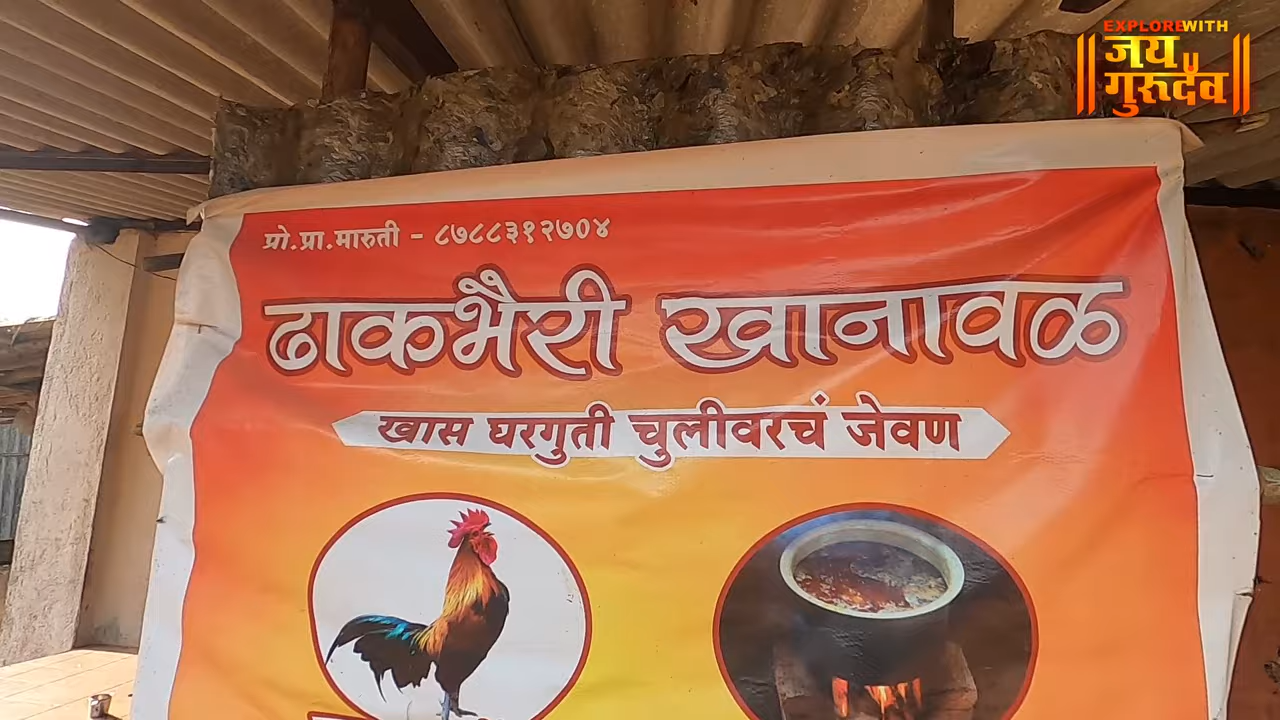 EXPLORE WITH
जय
गुरूदेव
प्रो.प्रा.मारुती - ८७८८३१२७०४
ढाकभैरी खानावळ
खास घरगुती चुलीवरचं जेवण